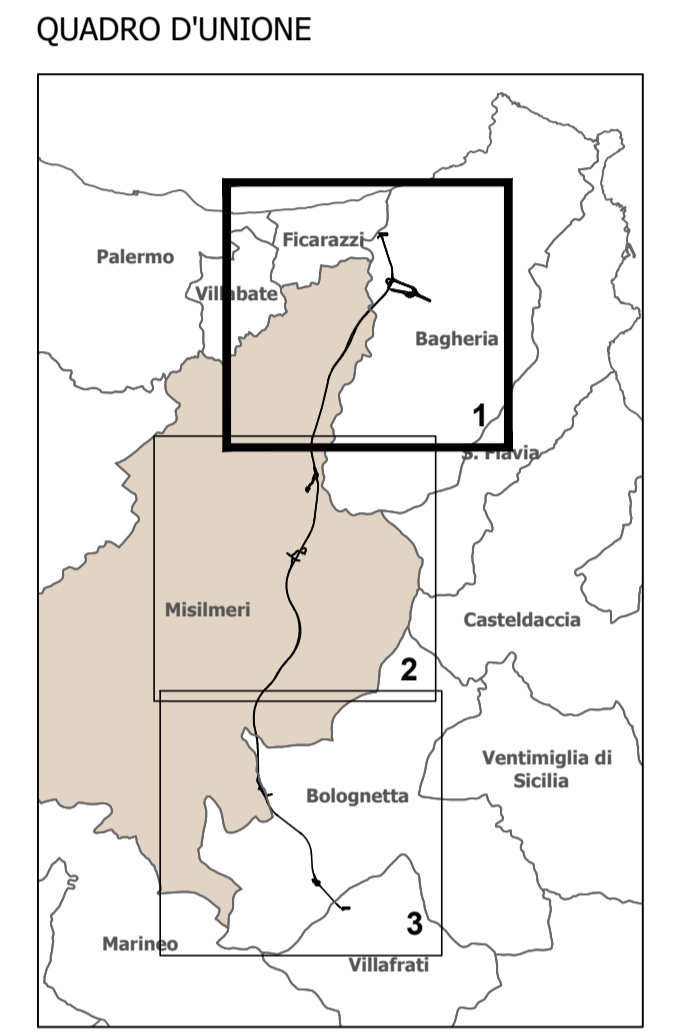 QUADRO D'UNIONE
Ficarazzi
Palermo
Villabate
Bagheria
1
S. Flavia
Misilmeri
Casteldaccia
2
Ventimiglia di
Sicilia
Bolognetta
3
Marineo
Villafrati